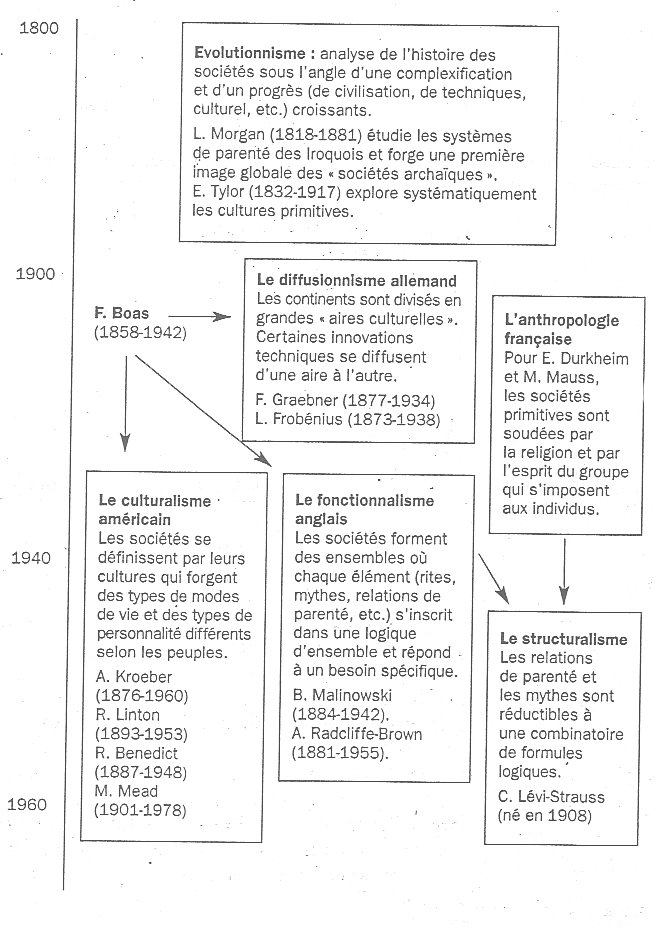 1800
Evolutionnisme : analyse de l'histoire des
sociétés sous l'angle d'une complexification
et d'un progrès (de civilisation, de techniques,
culturel, etc.) croissants.
L. Morgan (1818-1881) étudie les systèmes
de parenté des Iroquois et forge une première
image globale des « sociétés archaïques ».
E. Tylor (1832-1917) explore systématiquement
les cultures primitives.
1900
F. Boas
(1858-1942)
Le diffusionnisme allemand
Les continents sont divisés en
grandes « aires culturelles ».
Certaines innovations
techniques se diffusent
d'une aire à l'autre.
F. Graebner (1877-1934)
L. Frobénius (1873-1938)
L'anthropologie
française
Pour E. Durkheim
et M. Mauss,
les sociétés
primitives sont
soudées par
la religion et par
l'esprit du groupe
qui s'imposent
aux individus.
Le culturalisme
américain
Les sociétés se
définissent par leurs
cultures qui forgent
des types de modes
de vie et des types de
personnalité différents
selon les peuples.
A. Kroeber
(1876-1960)
R. Linton
(1893-1953)
R. Benedict
(1887-1948)
M. Mead
(1901-1978)
Le fonctionnalisme
anglais
Les sociétés forment
des ensembles où
chaque élément (rites,
mythes, relations de
parenté, etc.) s'inscrit
dans une logique
d'ensemble et répond
à un besoin spécifique.
B. Malinowski
(1884-1942).
A. Radcliffe-Brown
(1881-1955).
1940
Le structuralisme
Les relations
de parenté et
les mythes sont
réductibles à
une combinatoire
de formules
logiques.
C. Lévi-Strauss
(né en 1908)
1960